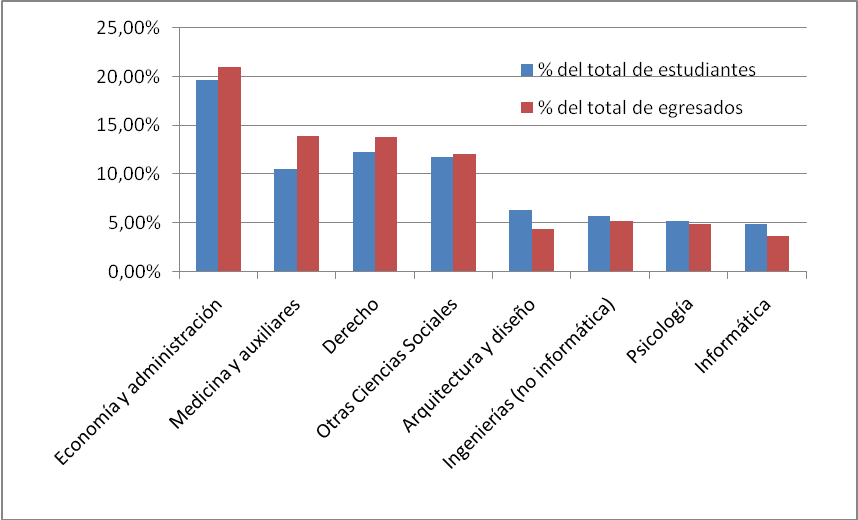 25,00%
20,00%
15,00%
10,00%
5,00%
0,00%
% del total de estudiantes
% del total de egresados
Economía y administración
Medicina y auxiliares
Derecho
Otras Ciencias Sociales
Arquitectura y diseño
Ingenierías (no informática)
Psicología
Informática